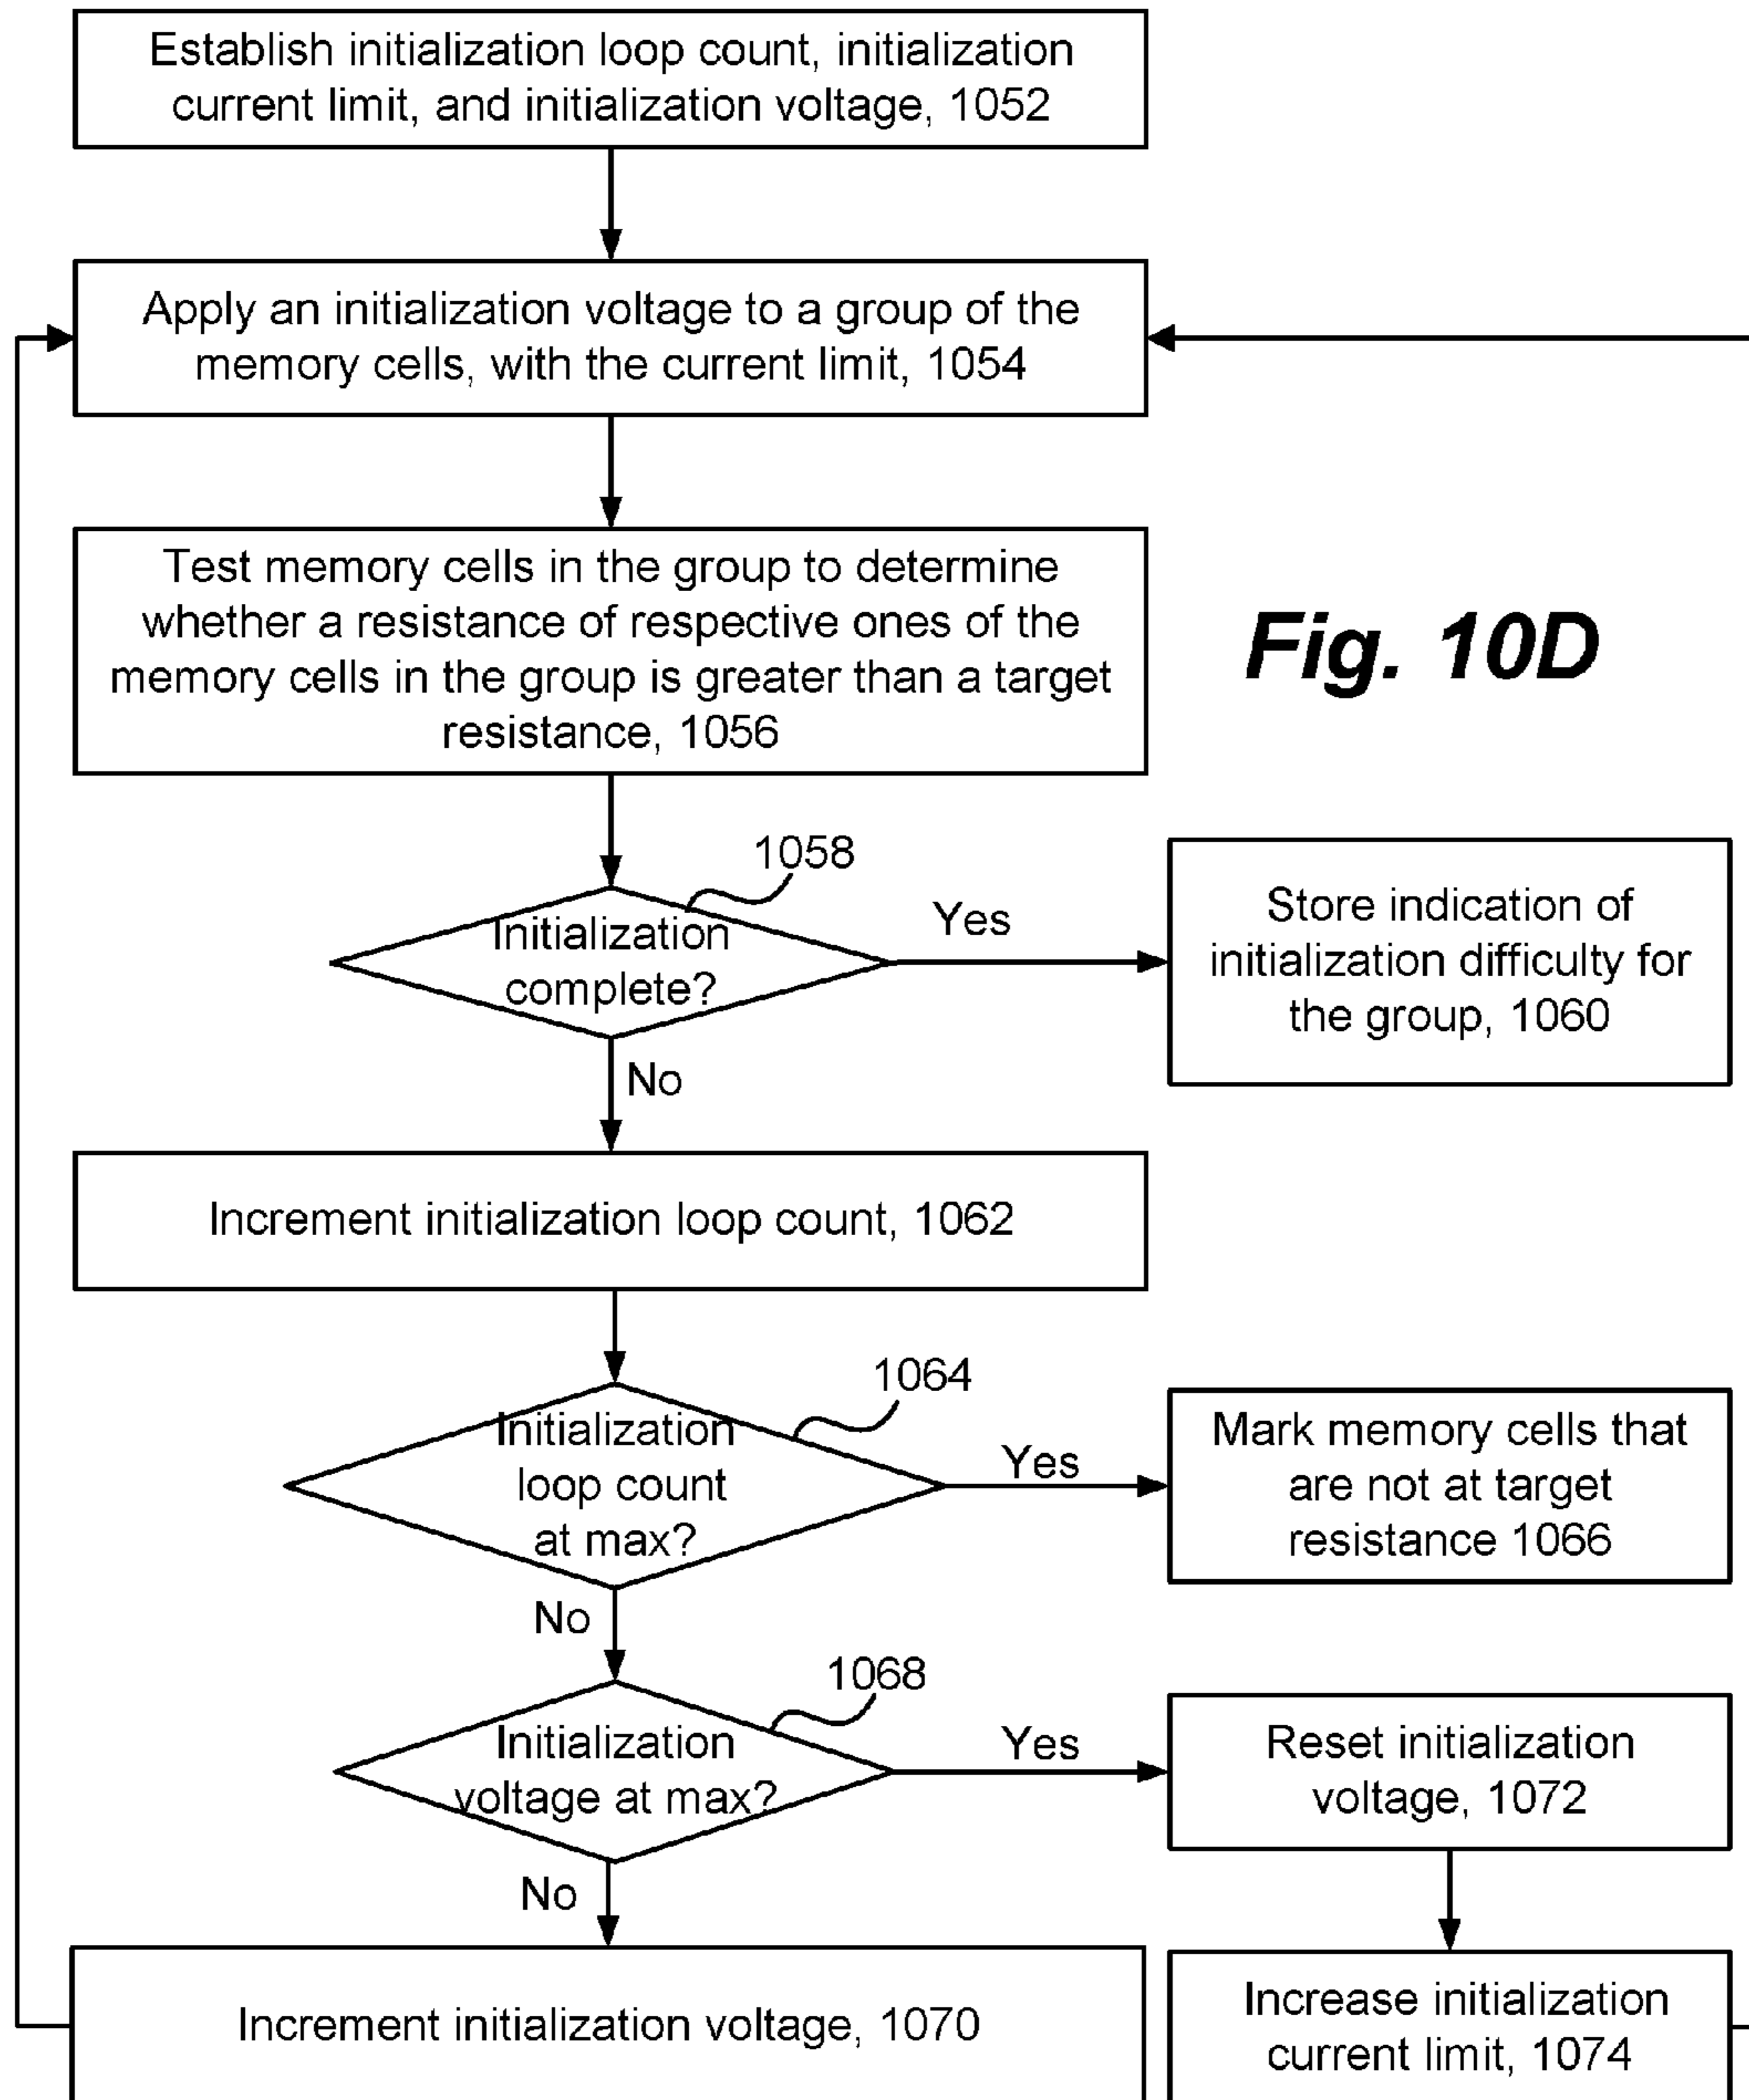 Establish initialization loop count, initialization
current limit, and initialization voltage, 1052
Apply an initialization voltage to a group of the
memory cells, with the current limit, 1054
Test memory cells in the group to determine
whether a resistance of respective ones of the
memory cells in the group is greater than a target
resistance, 1056
Fig. 10D
1058
Initialization
complete?
Yes
Store indication of
initialization difficulty for
the group, 1060
No
Increment initialization loop count, 1062
1064
Initialization
loop count
at max?
Yes
Mark memory cells that
are not at target
resistance 1066
No
1068
Initialization
voltage at max?
Yes
Reset initialization
voltage, 1072
No
Increment initialization voltage, 1070
Increase initialization
current limit, 1074